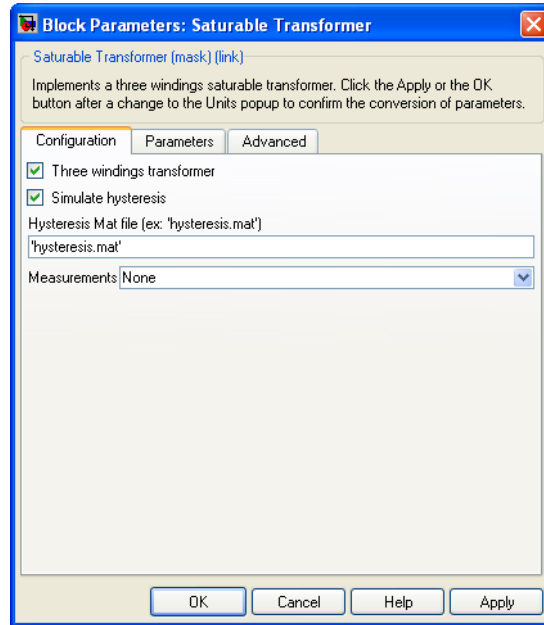 Block Parameters: Saturable Transformer
Saturable Transformer (mask) (link)
Implements a three windings saturable transformer. Click the Apply or the OK
button after a change to the Units popup to confirm the conversion of parameters.
Configuration Parameters Advanced
Three windings transformer
Simulate hysteresis
Hysteresis Mat file (ex: 'hysteresis.mat')
'hysteresis.mat'
Measurements None
OK Cancel Help Apply